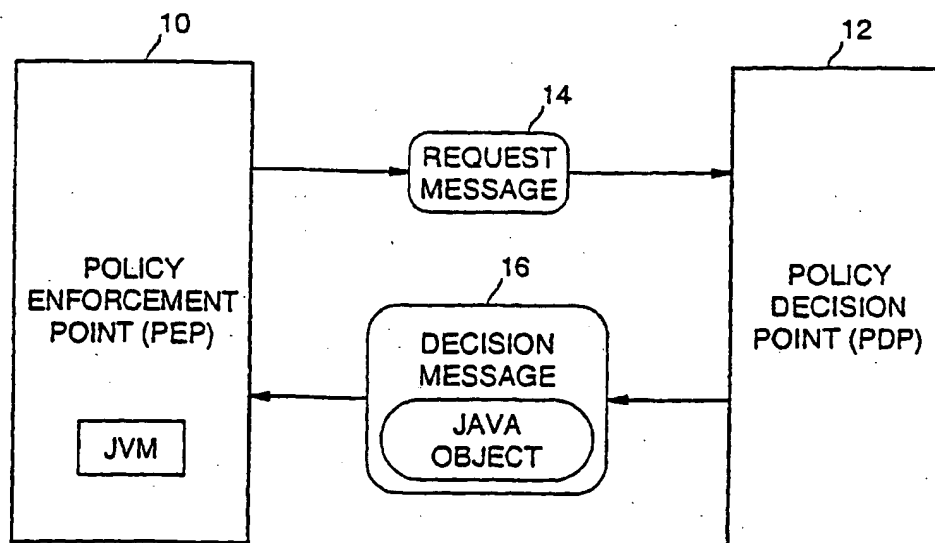 10
12
14
REQUEST
MESSAGE
16
POLICY
ENFORCEMENT
POINT (PEP)
DECISION
MESSAGE
JAVA
OBJECT
POLICY
DECISION
POINT (PDP)
JVM